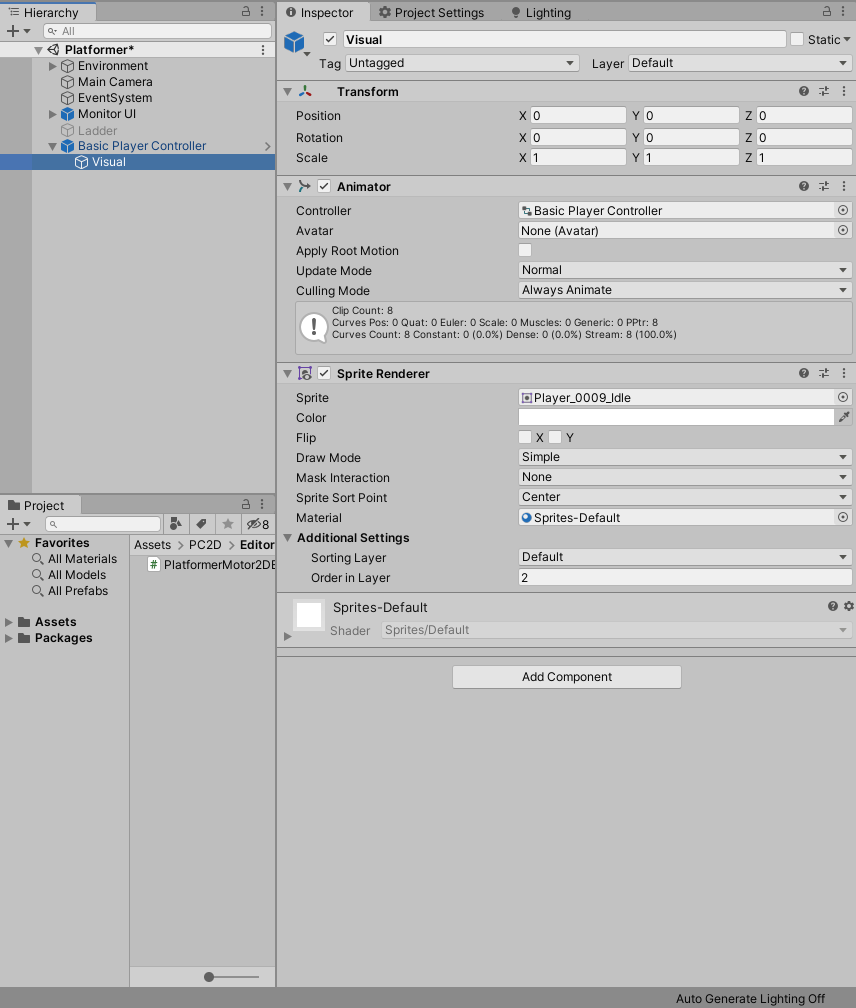 Hierarchy
All
Platformer*
Environment
Main Camera
EventSystem
Monitor UI
Ladder
Basic Player Controller
Visual
Project
8
Favorites
All Materials
All Models
All Prefabs
Assets
Packages
Assets > PC2D > Editor
# PlatformerMotor2DE
Inspector
Project Settings
Lighting
Visual
Static
Tag Untagged
Layer Default
Transform
Position X 0 Y 0 Z 0
Rotation X 0 Y 0 Z 0
Scale X 1 Y 1 Z 1
Animator
Controller Basic Player Controller
Avatar None (Avatar)
Apply Root Motion
Update Mode Normal
Culling Mode Always Animate
Clip Count: 8
Curves Pos: 0 Quat: 0 Euler: 0 Scale: 0 Muscles: 0 Generic: 0 PPtr: 8
Curves Count: 8 Constant: 0 (0.0%) Dense: 0 (0.0%) Stream: 8 (100.0%)
Sprite Renderer
Sprite Player_0009_Idle
Color
Flip X Y
Draw Mode Simple
Mask Interaction None
Sprite Sort Point Center
Material Sprites-Default
Additional Settings
Sorting Layer Default
Order in Layer 2
Sprites-Default
Shader Sprites/Default
Add Component
Auto Generate Lighting Off